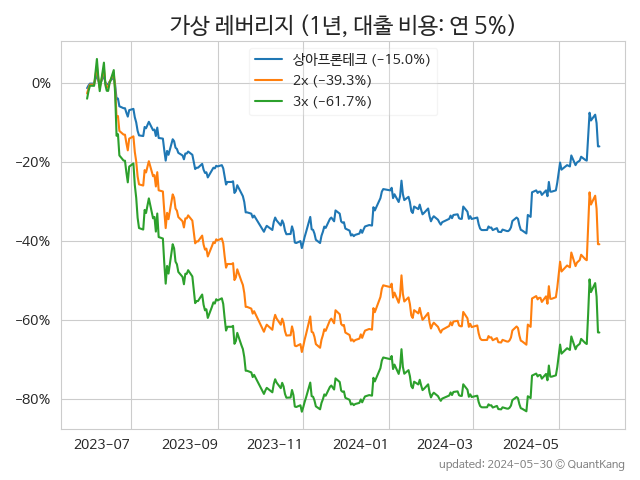 가상 레버리지 (1년, 대출 비용: 연 5%)
상아프론테크 (−15.0%)
2x (−39.3%)
3x (−61.7%)
0%
−20%
−40%
−60%
−80%
2023−07 2023−09 2023−11 2024−01 2024−03 2024−05
updated: 2024-05-30 © QuantKang